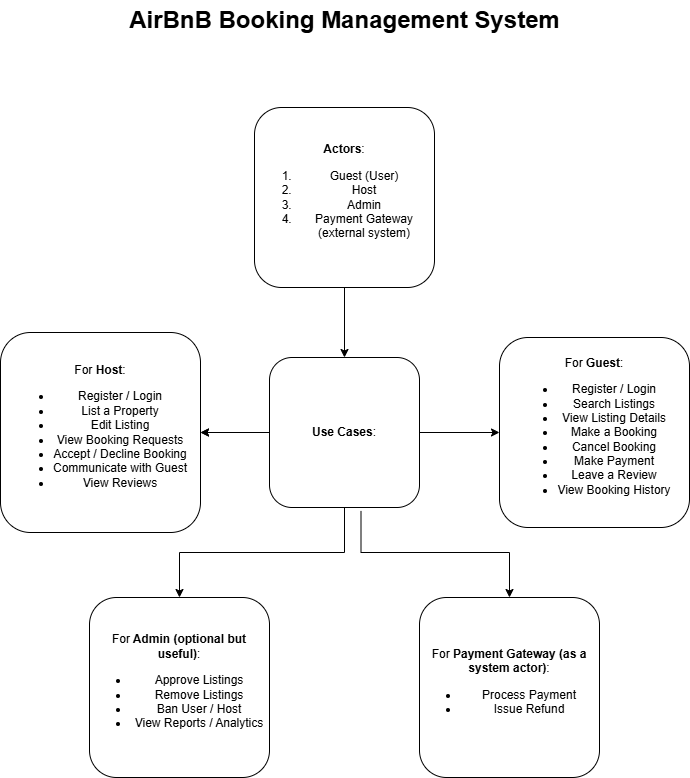 AirBnB Booking Management System
Actors:
1. Guest (User)
2. Host
3. Admin
4. Payment Gateway
(external system)
For Host:
• Register / Login
• List a Property
• Edit Listing
• View Booking Requests
• Accept / Decline Booking
• Communicate with Guest
• View Reviews
Use Cases:
For Guest:
• Register / Login
• Search Listings
• View Listing Details
• Make a Booking
• Cancel Booking
• Make Payment
• Leave a Review
• View Booking History
For Admin (optional but
useful):
• Approve Listings
• Remove Listings
• Ban User / Host
• View Reports / Analytics
For Payment Gateway (as a
system actor):
• Process Payment
• Issue Refund